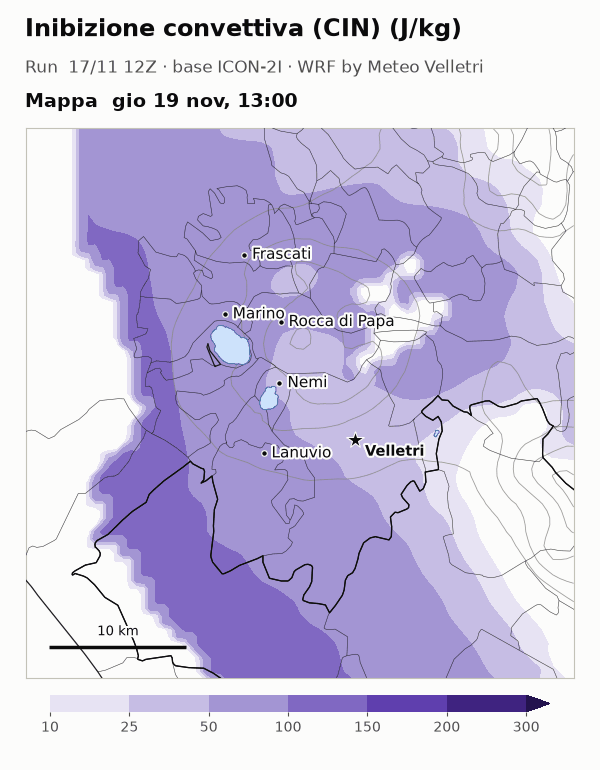 Inibizione convettiva (CIN) (J/kg)
Run  17/11 12Z · base ICON-2I · WRF by Meteo Velletri
Mappa  gio 19 nov, 13:00
Frascati
Marino
Rocca di Papa
Nemi
Velletri
Lanuvio
10 km
10 25 50 100 150 200 300